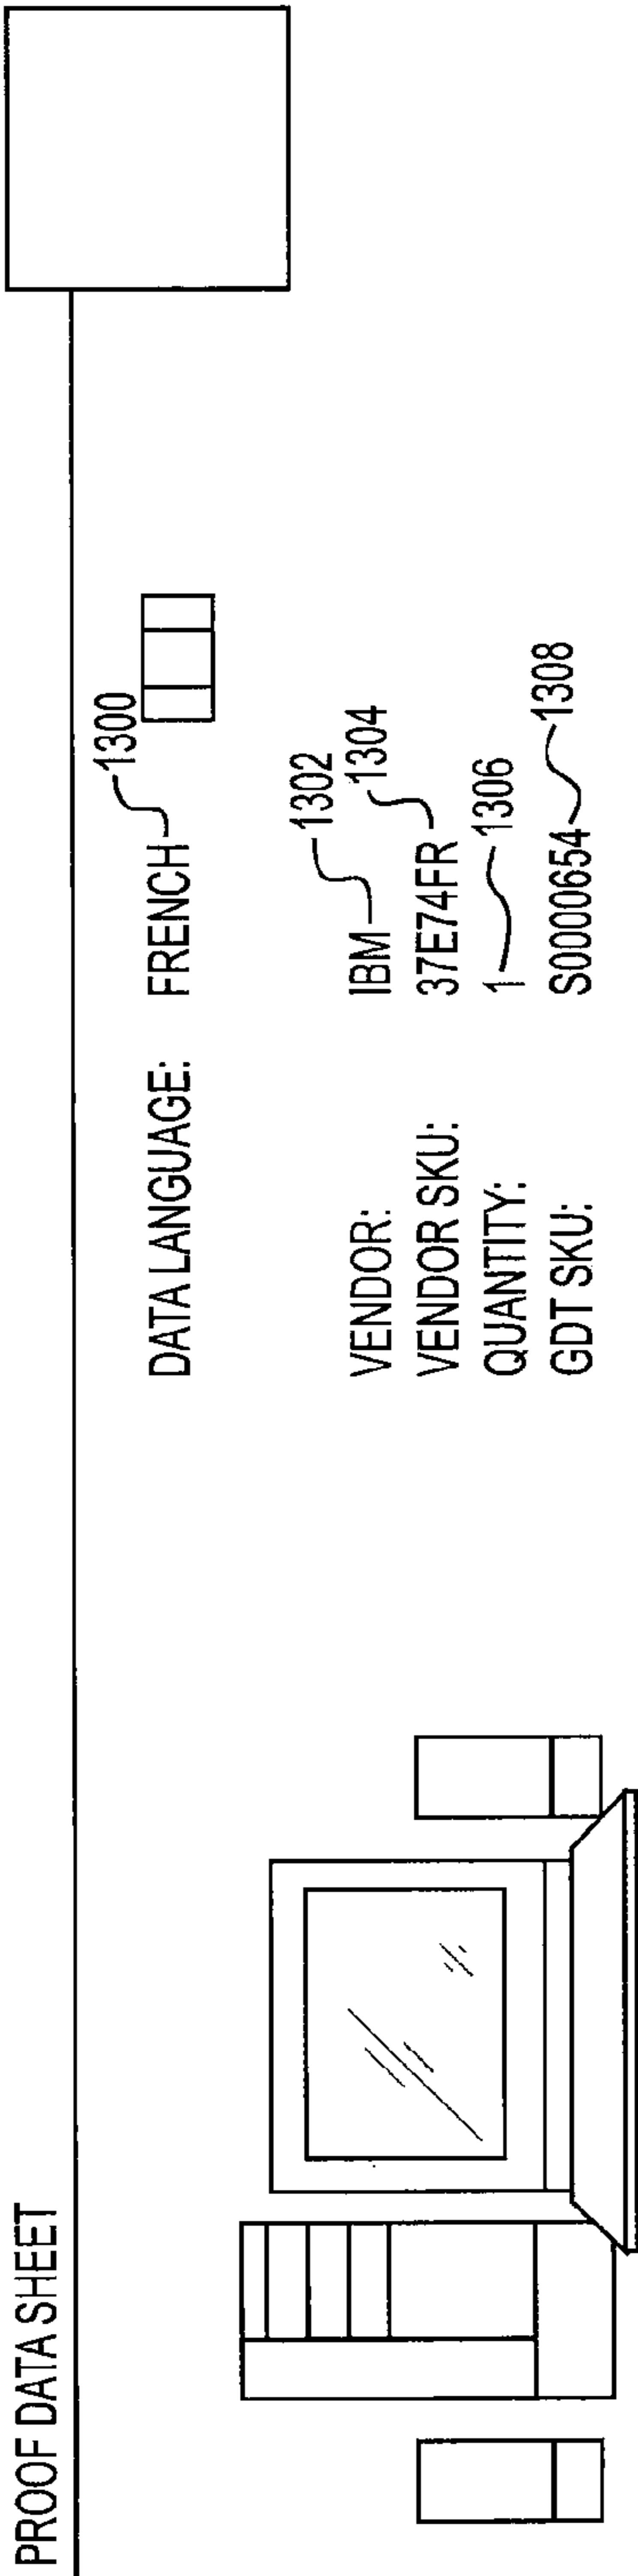 PROOF DATA SHEET
1300
DATA LANGUAGE: FRENCH
1302
VENDOR: IBM
1304
VENDOR SKU: 37E74FR
QUANTITY: 1 1306
GDT SKU: S0000654 1308